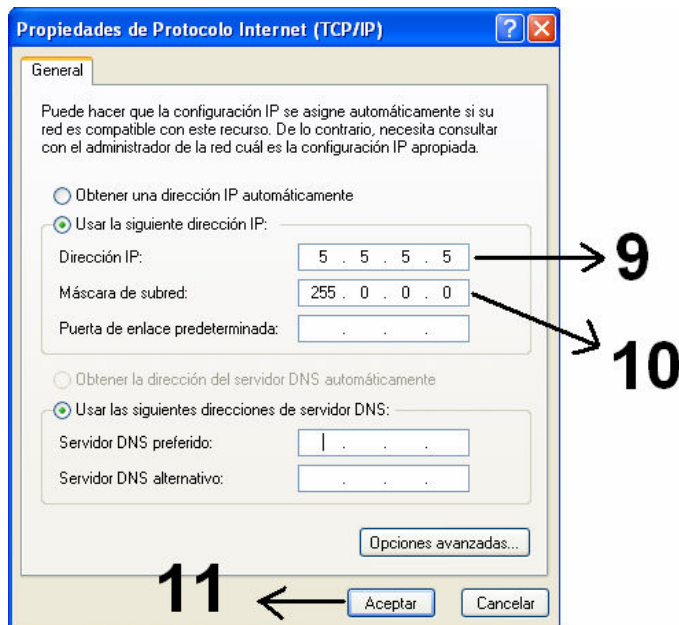 Propiedades de Protocolo Internet (TCP/IP)
General
Puede hacer que la configuración IP se asigne automáticamente si su
red es compatible con este recurso. De lo contrario, necesita consultar
con el administrador de la red cuál es la configuración IP apropiada.
Obtener una dirección IP automáticamente
Usar la siguiente dirección IP:
Dirección IP: 5 . 5 . 5 . 5 9
Máscara de subred: 255 . 0 . 0 . 0
Puerta de enlace predeterminada: . . .
10
Obtener la dirección del servidor DNS automáticamente
Usar las siguientes direcciones de servidor DNS:
Servidor DNS preferido: . . .
Servidor DNS alternativo: . . .
Opciones avanzadas...
11 Aceptar Cancelar